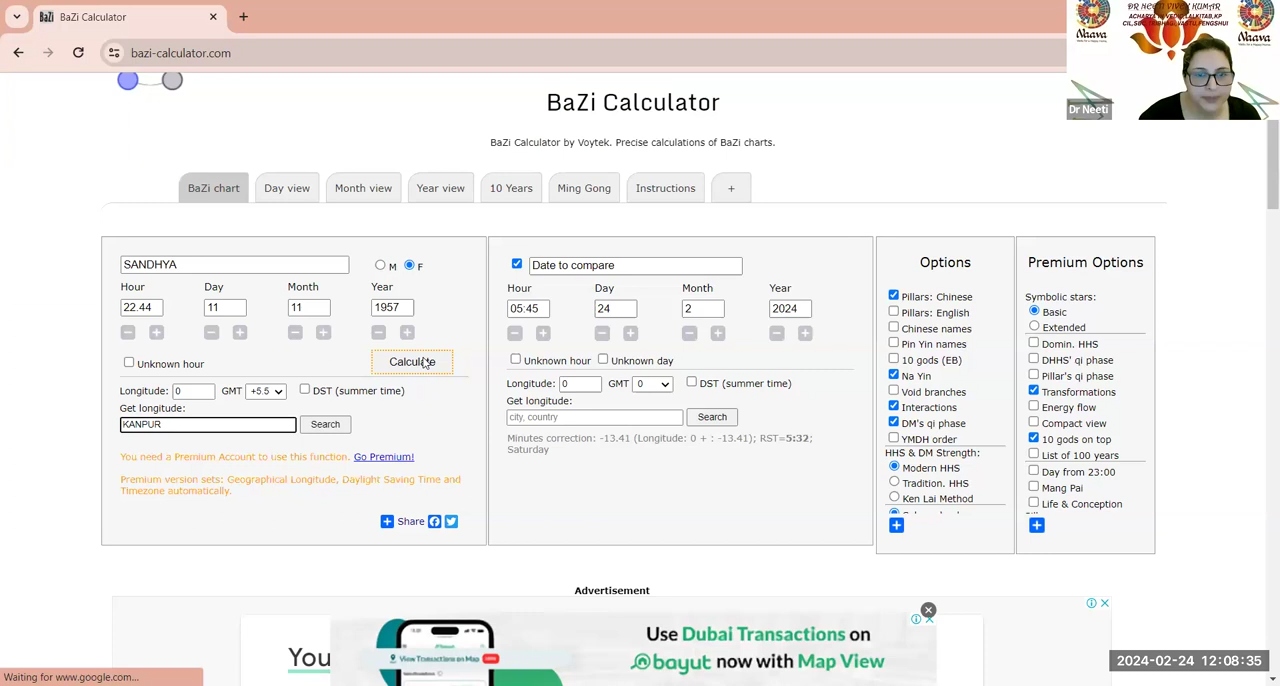 BaZi BaZi Calculator
bazi-calculator.com
DR NEETI VIVEK KUMAR
Naava
Naava
Dr Neeti
BaZi Calculator
BaZi Calculator by Voytek. Precise calculations of BaZi charts.
BaZi chart Day view Month view Year view 10 Years Ming Gong Instructions +
SANDHYA M F
Hour Day Month Year
22.44 11 11 1957
Unknown hour Calculate
Longitude: 0 GMT +5.5 DST (summer time)
Get longitude:
KANPUR Search
You need a Premium Account to use this function. Go Premium!
Premium version sets: Geographical Longitude, Daylight Saving Time and
Timezone automatically.
Share
Date to compare
Hour Day Month Year
05:45 24 2 2024
Unknown hour Unknown day
Longitude: 0 GMT 0 DST (summer time)
Get longitude:
city, country Search
Minutes correction: -13.41 (Longitude: 0 + : -13.41); RST=5:32;
Saturday
Options
Pillars: Chinese
Pillars: English
Chinese names
Pin Yin names
10 gods (EB)
Na Yin
Void branches
Interactions
DM's qi phase
YMDH order
HHS & DM Strength:
Modern HHS
Tradition. HHS
Ken Lai Method
Premium Options
Symbolic stars:
Basic
Extended
Domin. HHS
DHHS' qi phase
Pillar's qi phase
Transformations
Energy flow
Compact view
10 gods on top
List of 100 years
Day from 23:00
Mang Pai
Life & Conception
Advertisement
You
View Transactions on Map
Use Dubai Transactions on
bayut now with Map View
Waiting for www.google.com...
2024-02-24 12:08:35